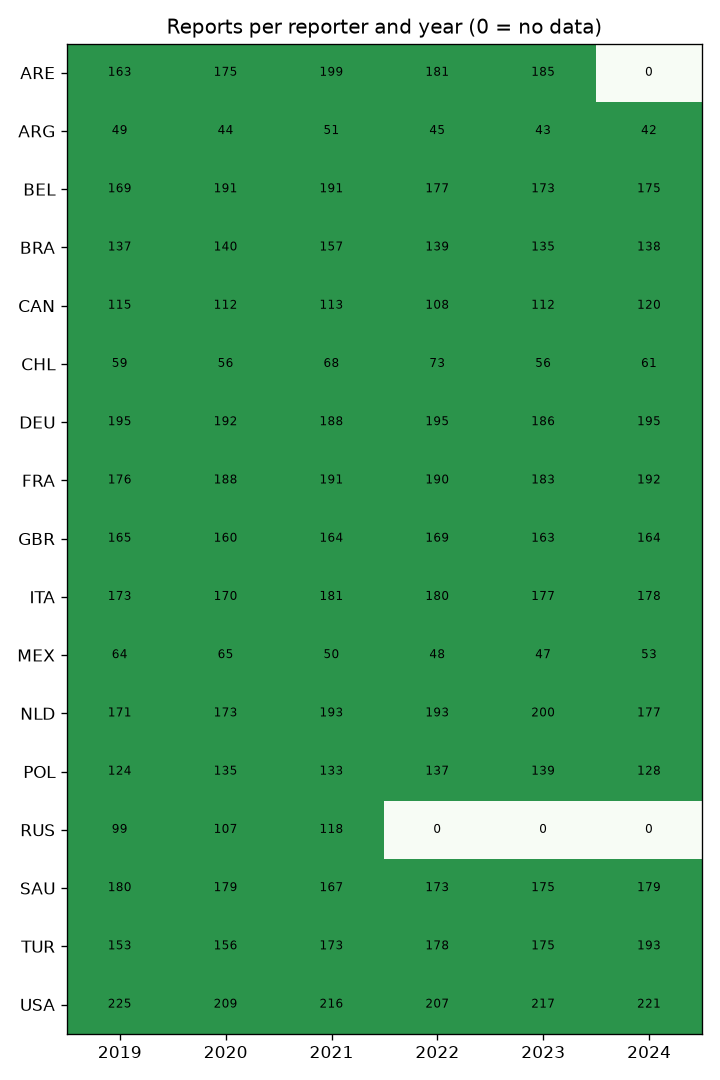 Reports per reporter and year (0 = no data)
ARE 163 175 199 181 185 0
ARG 49 44 51 45 43 42
BEL 169 191 191 177 173 175
BRA 137 140 157 139 135 138
CAN 115 112 113 108 112 120
CHL 59 56 68 73 56 61
DEU 195 192 188 195 186 195
FRA 176 188 191 190 183 192
GBR 165 160 164 169 163 164
ITA 173 170 181 180 177 178
MEX 64 65 50 48 47 53
NLD 171 173 193 193 200 177
POL 124 135 133 137 139 128
RUS 99 107 118 0 0 0
SAU 180 179 167 173 175 179
TUR 153 156 173 178 175 193
USA 225 209 216 207 217 221
2019 2020 2021 2022 2023 2024